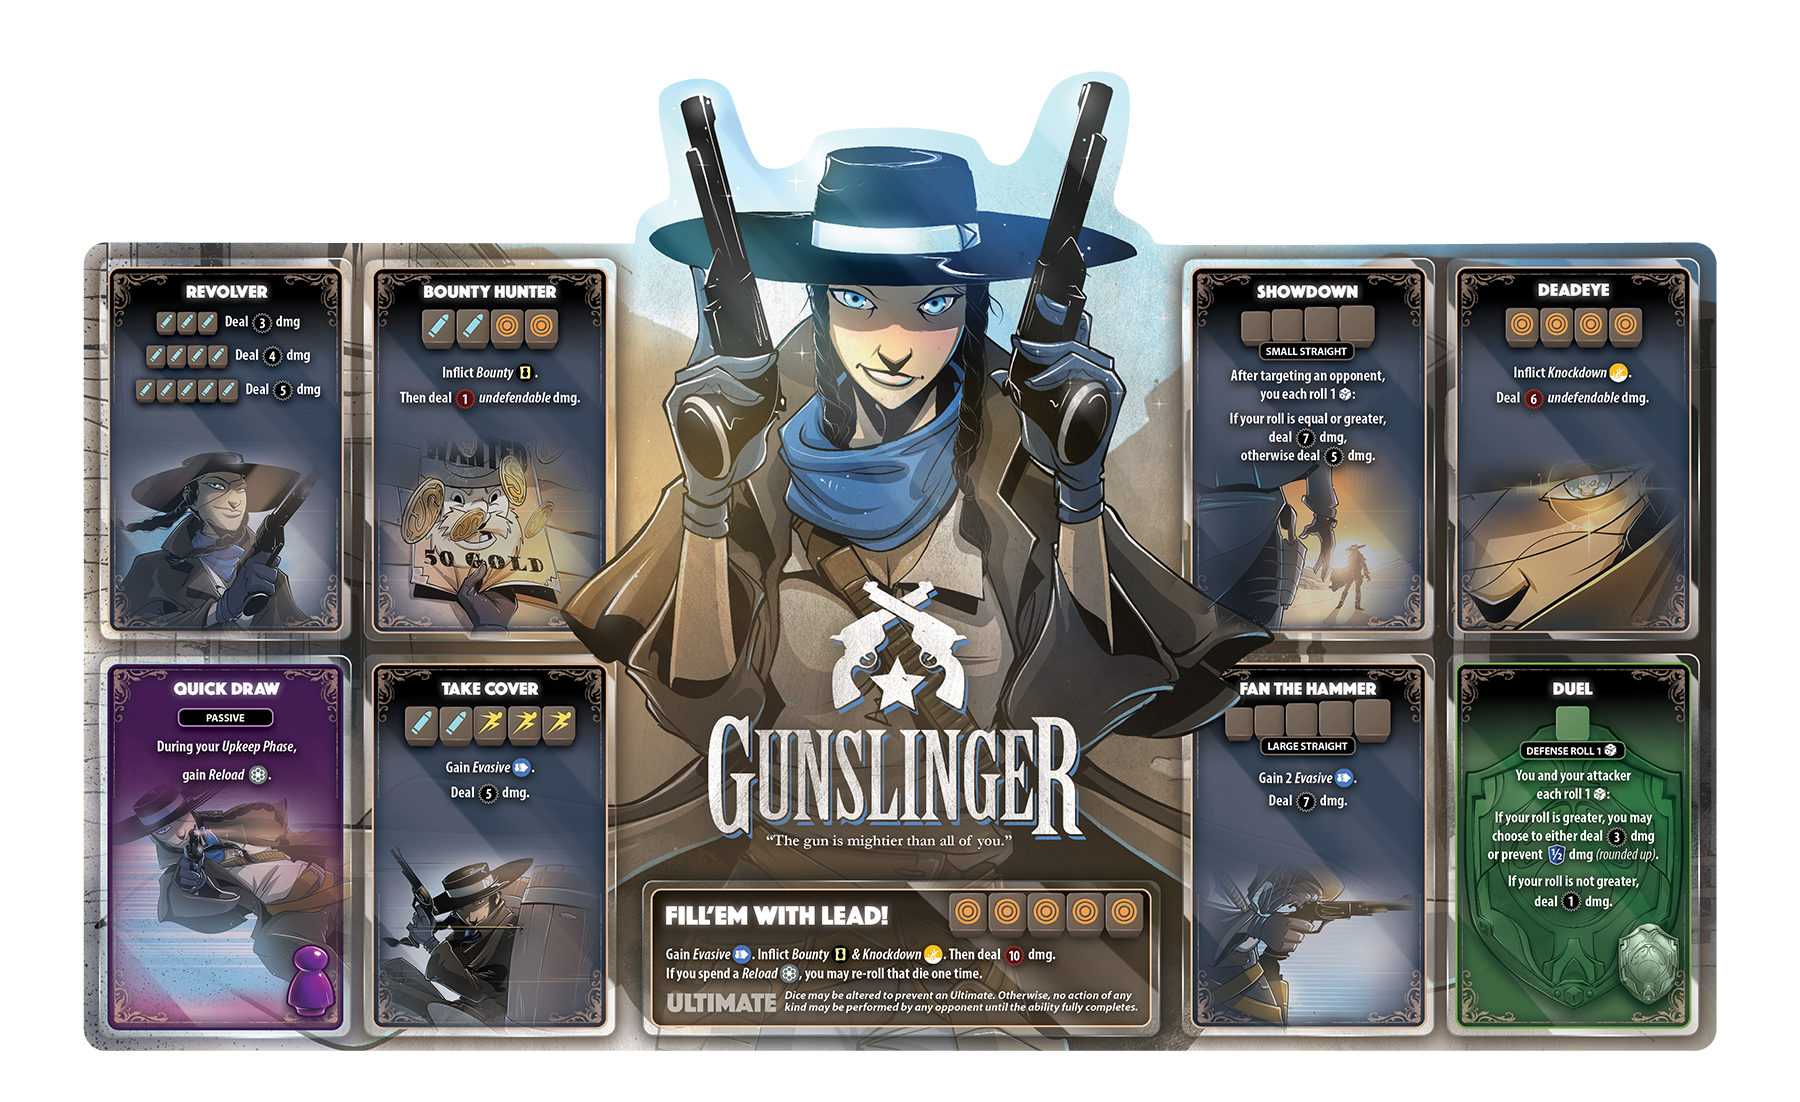 REVOLVER
Deal 3 dmg
Deal 4 dmg
Deal 5 dmg
BOUNTY HUNTER
Inflict Bounty .
Then deal 1 undefendable dmg.
WANTED
50 GOLD
SHOWDOWN
SMALL STRAIGHT
After targeting an opponent,
you each roll 1 :
If your roll is equal or greater,
deal 7 dmg,
otherwise deal 5 dmg.
DEADEYE
Inflict Knockdown .
Deal 6 undefendable dmg.
QUICK DRAW
PASSIVE
During your Upkeep Phase,
gain Reload .
TAKE COVER
Gain Evasive .
Deal 5 dmg.
GUNSLINGER
“The gun is mightier than all of you.”
FILL’EM WITH LEAD!
Gain Evasive . Inflict Bounty & Knockdown . Then deal 10 dmg.
If you spend a Reload , you may re-roll that die one time.
ULTIMATE
Dice may be altered to prevent an Ultimate. Otherwise, no action of any
kind may be performed by any opponent until the ability fully completes.
FAN THE HAMMER
LARGE STRAIGHT
Gain 2 Evasive .
Deal 7 dmg.
DUEL
DEFENSE ROLL 1
You and your attacker
each roll 1 :
If your roll is greater, you may
choose to either deal 3 dmg
or prevent 1/2 dmg (rounded up).
If your roll is not greater,
deal 1 dmg.